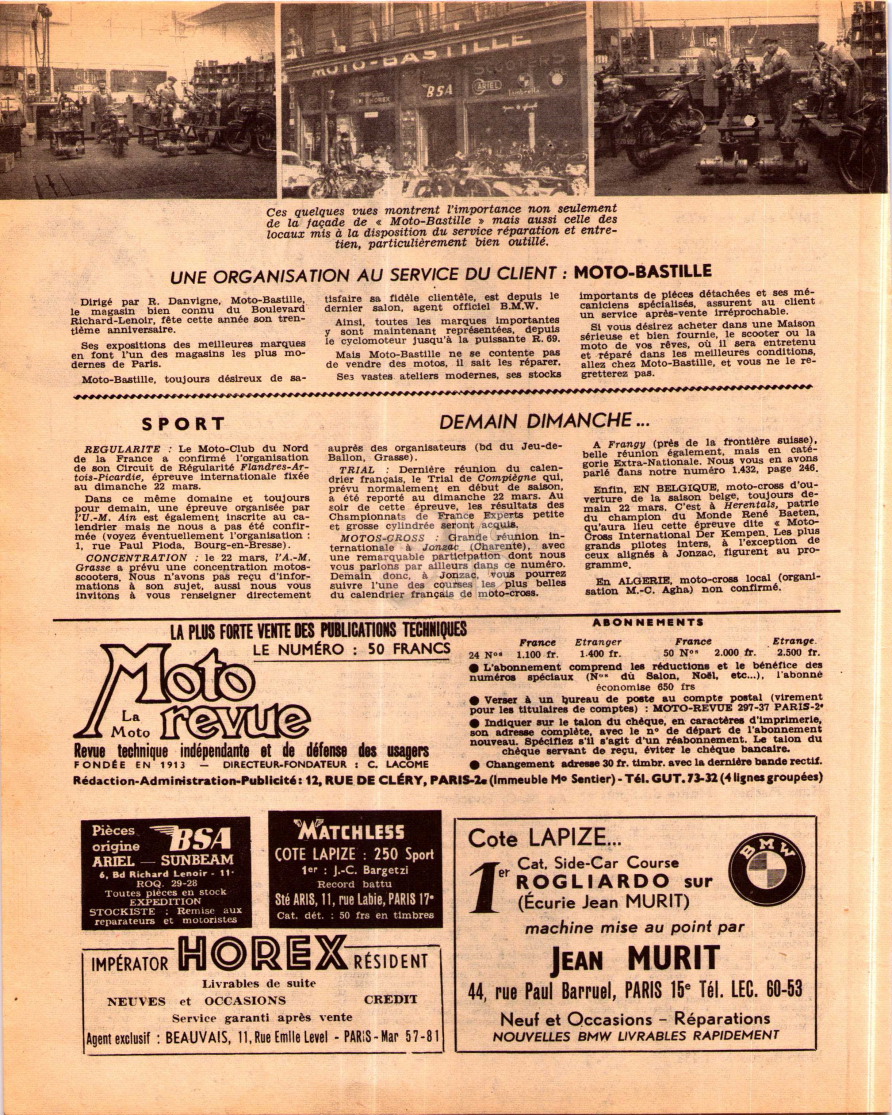 MOTO-BASTILLE
SCOOTERS
BSA
ARIEL
Lambretta
HOREX
Ces quelques vues montrent l'importance non seulement
de la façade de « Moto-Bastille » mais aussi celle des
locaux mis à la disposition du service réparation et entre-
tien, particulièrement bien outillé.
UNE ORGANISATION AU SERVICE DU CLIENT : MOTO-BASTILLE
Dirigé par R. Danvigne, Moto-Bastille,
le magasin bien connu du Boulevard
Richard-Lenoir, fête cette année son tren-
tième anniversaire.
Ses expositions des meilleures marques
en font l'un des magasins les plus mo-
dernes de Paris.
Moto-Bastille, toujours désireux de sa-
tisfaire sa fidèle clientèle, est depuis le
dernier salon, agent officiel B.M.W.
Ainsi, toutes les marques importantes
y sont maintenant représentées, depuis
le cyclomoteur jusqu'à la puissante R. 69.
Mais Moto-Bastille ne se contente pas
de vendre des motos, il sait les réparer.
Ses vastes ateliers modernes, ses stocks
importants de pièces détachées et ses mé-
caniciens spécialisés, assurent au client
un service après-vente irréprochable.
Si vous désirez acheter dans une Maison
sérieuse et bien fournie, le scooter ou la
moto de vos rêves, où il sera entretenu
et réparé dans les meilleures conditions,
allez chez Moto-Bastille, et vous ne le re-
gretterez pas.
SPORT
REGULARITE : Le Moto-Club du Nord
de la France a confirmé l'organisation
de son Circuit de Régularité Flandres-Ar-
tois-Picardie, épreuve Internationale fixée
au dimanche 22 mars.
Dans ce même domaine et toujours
pour demain, une épreuve organisée par
l'U.-M. Ain est également inscrite au ca-
lendrier mais ne nous a pas été confir-
mée (voyez éventuellement l'organisation :
1, rue Paul Pioda, Bourg-en-Bresse).
CONCENTRATION : le 22 mars, l'A.-M.
Grasse a prévu une concentration motos-
scooters. Nous n'avons pas reçu d'infor-
mations à son sujet, aussi nous vous
invitons à vous renseigner directement
DEMAIN DIMANCHE...
auprès des organisateurs (bd du Jeu-de-
Ballon, Grasse).
TRIAL : Dernière réunion du calen-
drier français, le Trial de Compiègne qui,
prévu normalement en début de saison,
a été reporté au dimanche 22 mars. Au
soir de cette épreuve, les résultats des
Championnats de France Experts petite
et grosse cylindrée seront acquis.
MOTOS-CROSS : Grande réunion in-
ternationale à Jonzac (Charente), avec
une remarquable participation dont nous
vous parlons par ailleurs dans ce numéro.
Demain donc, à Jonzac, vous pourrez
suivre l'une des courses les plus belles
du calendrier français de moto-cross.
A Frangy (près de la frontière suisse),
belle réunion également, mais en caté-
gorie Extra-Nationale. Nous vous en avons
parlé dans notre numéro 1.432, page 246.
Enfin, EN BELGIQUE, moto-cross d'ou-
verture de la saison belge, toujours de-
main 22 mars. C'est à Herentals, patrie
du champion du Monde René Baeten,
qu'aura lieu cette épreuve dite « Moto-
Cross International Der Kempen. Les plus
grands pilotes inters, à l'exception de
ceux alignés à Jonzac, figurent au pro-
gramme.
En ALGERIE, moto-cross local (organi-
sation M.-C. Agha) non confirmé.
LA PLUS FORTE VENTE DES PUBLICATIONS TECHNIQUES
LE NUMÉRO : 50 FRANCS
Moto
La
Moto
revue
Revue technique indépendante et de défense des usagers
FONDÉE EN 1913 — DIRECTEUR-FONDATEUR : C. LACOME
ABONNEMENTS
France Etranger France Etrange.
24 Nos 1.100 fr. 1.400 fr. 50 Nos 2.000 fr. 2.500 fr.
● L'abonnement comprend les réductions et le bénéfice des
numéros spéciaux (Nos du Salon, Noël, etc...), l'abonné
économise 650 frs
● Verser à un bureau de poste au compte postal (virement
pour les titulaires de comptes) : MOTO-REVUE 297-37 PARIS-2e
● Indiquer sur le talon du chèque, en caractères d'imprimerie,
son adresse complète, avec le no de départ de l'abonnement
nouveau. Spécifiez s'il s'agit d'un réabonnement. Le talon du
chèque servant de reçu, éviter le chèque bancaire.
● Changement adresse 30 fr. timbr. avec la dernière bande rectif.
Rédaction-Administration-Publicité : 12, RUE DE CLÉRY, PARIS-2e (Immeuble Mo Sentier) - Tél. GUT. 73-32 (4 lignes groupées)
Pièces
origine
BSA
ARIEL — SUNBEAM
6, Bd Richard Lenoir - 11e
ROQ. 29-28
Toutes pièces en stock
EXPEDITION
STOCKISTE : Remise aux
reparateurs et motoristes
MATCHLESS
COTE LAPIZE : 250 Sport
1er : J.-C. Bargetzi
Record battu
Sté ARIS, 11, rue Labie, PARIS 17e
Cat. dét. : 50 frs en timbres
IMPÉRATOR HOREX RÉSIDENT
Livrables de suite
NEUVES et OCCASIONS CREDIT
Service garanti après vente
Agent exclusif : BEAUVAIS, 11, Rue Emile Level - PARIS - Mar 57-81
Cote LAPIZE...
1er Cat, Side-Car Course
ROGLIARDO sur
(Écurie Jean MURIT)
BMW
machine mise au point par
JEAN MURIT
44, rue Paul Barruel, PARIS 15e Tél. LEC. 60-53
Neuf et Occasions – Réparations
NOUVELLES BMW LIVRABLES RAPIDEMENT